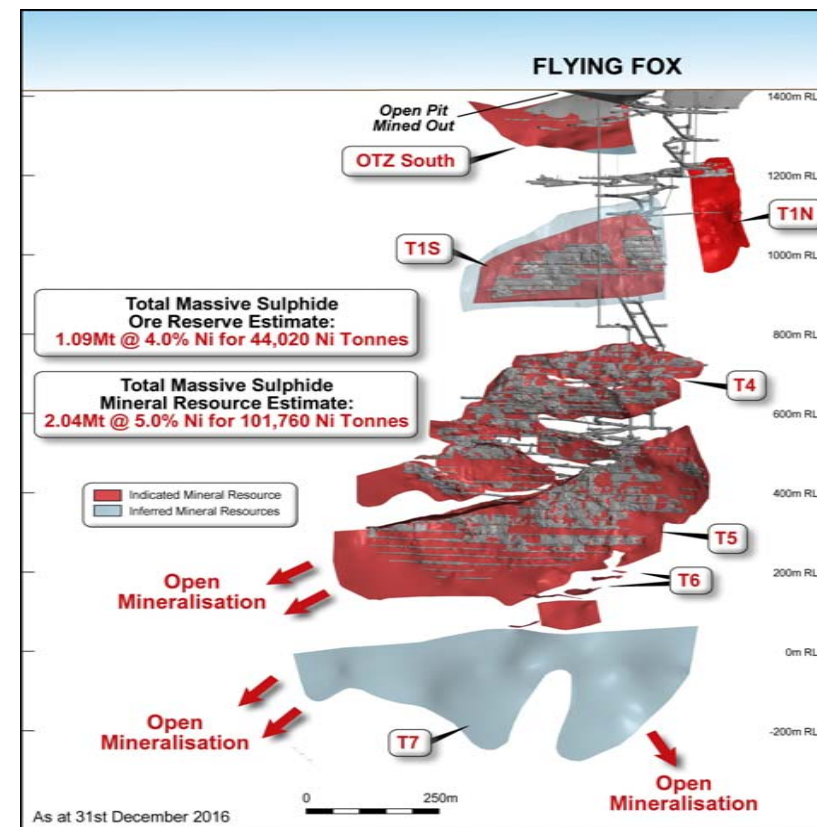 FLYING FOX
1400m RL
Open Pit
Mined Out
OTZ South
1200m RL
T1N
T1S
1000m RL
Total Massive Sulphide
Ore Reserve Estimate:
1.09Mt @ 4.0% Ni for 44,020 Ni Tonnes
800m RL
Total Massive Sulphide
Mineral Resource Estimate:
2.04Mt @ 5.0% Ni for 101,760 Ni Tonnes
T4
600m RL
Indicated Mineral Resource
Inferred Mineral Resources
400m RL
T5
Open
Mineralisation
200m RL
T6
0m RL
Open
Mineralisation
T7
-200m RL
Open
Mineralisation
As at 31st December 2016
0 250m